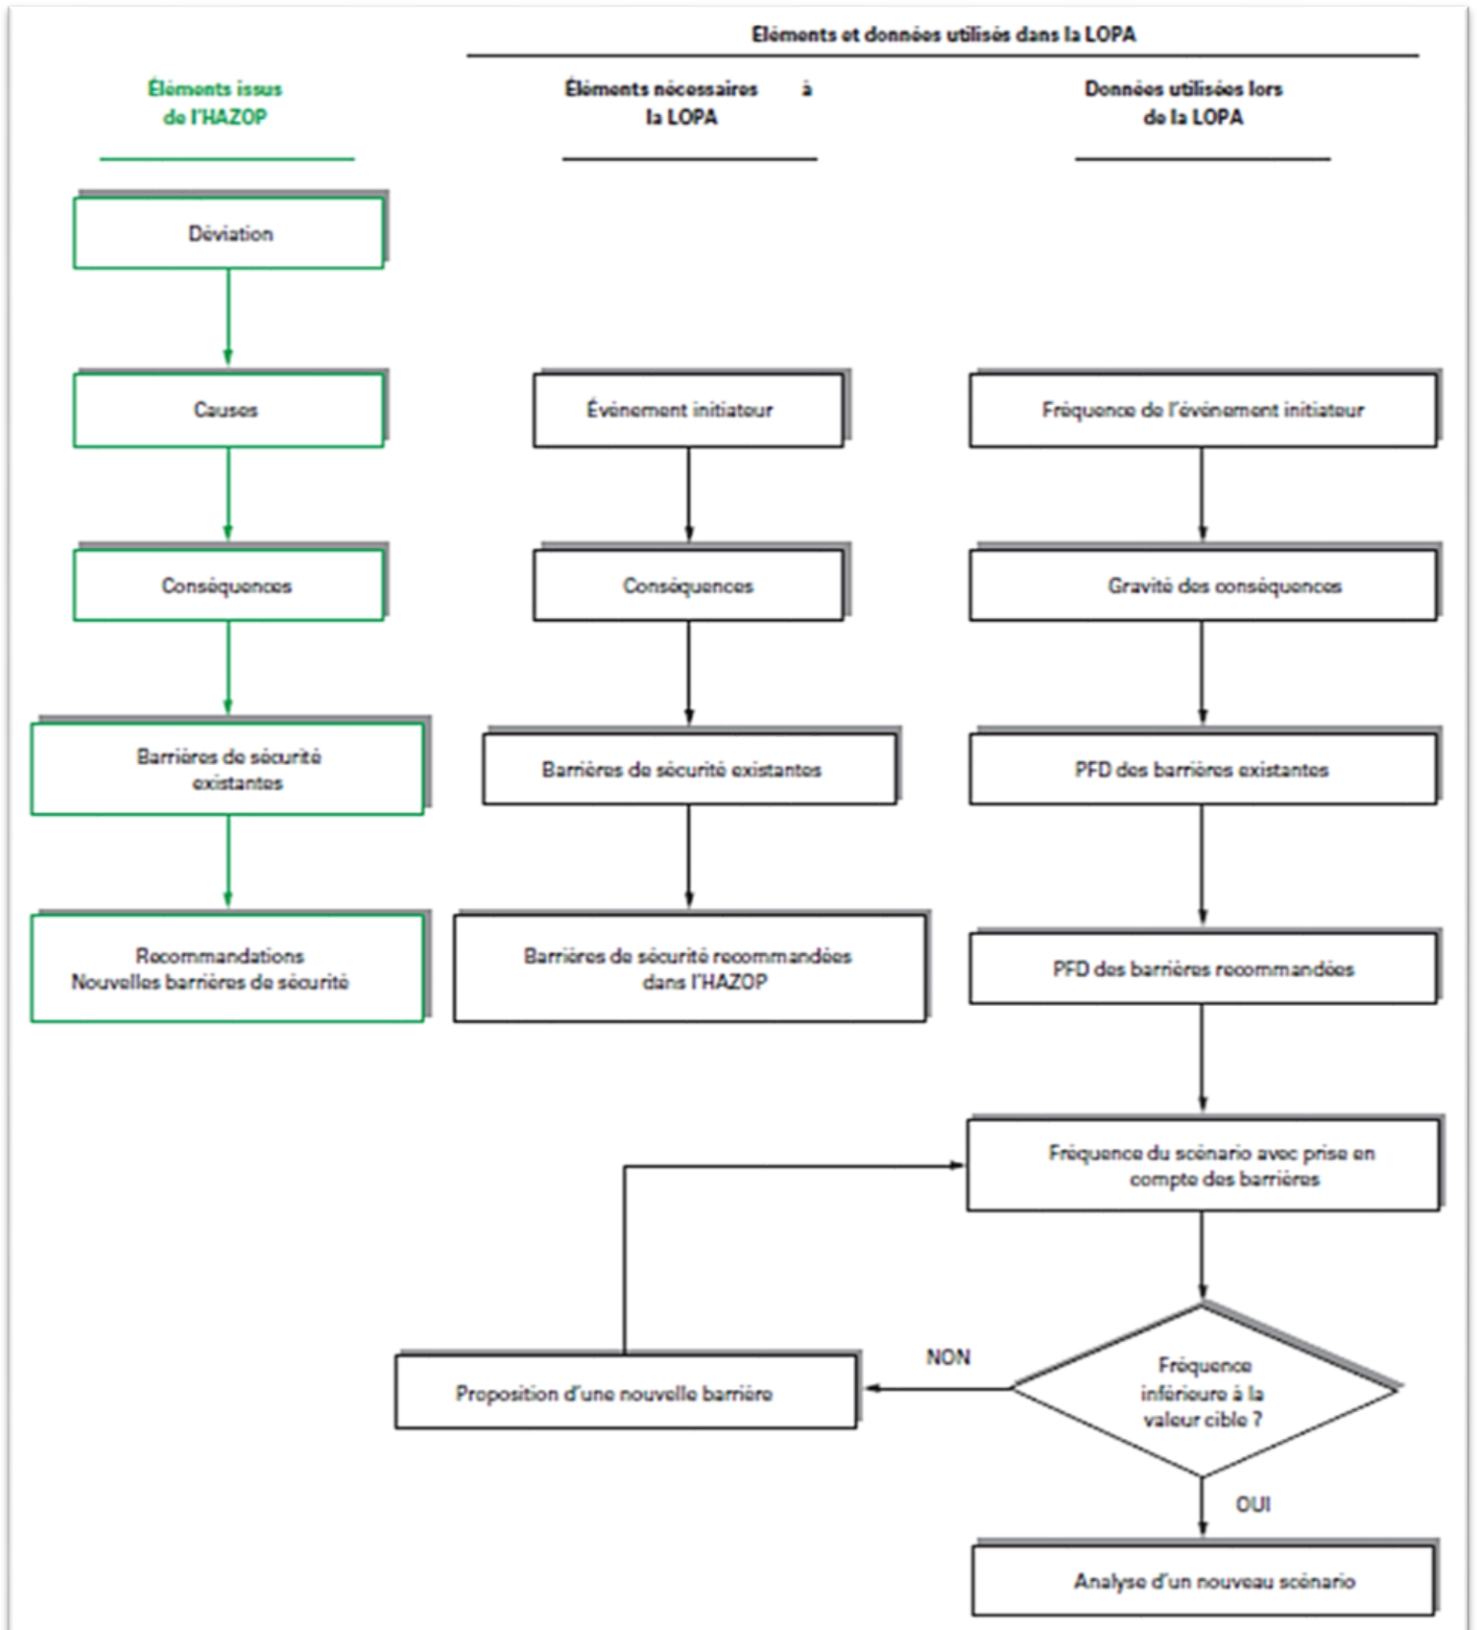 Eléments et données utilisés dans la LOPA
Éléments issus
de l'HAZOP
Éléments nécessaires à
la LOPA
Données utilisées lors
de la LOPA
Déviation
Causes
Événement initiateur
Fréquence de l'événement initiateur
Conséquences
Conséquences
Gravité des conséquences
Barrières de sécurité
existantes
Barrières de sécurité existantes
PFD des barrières existantes
Recommandations
Nouvelles barrières de sécurité
Barrières de sécurité recommandées
dans l'HAZOP
PFD des barrières recommandées
Fréquence du scénario avec prise en
compte des barrières
NON
Proposition d'une nouvelle barrière
Fréquence
inférieure à la
valeur cible ?
OUI
Analyse d'un nouveau scénario